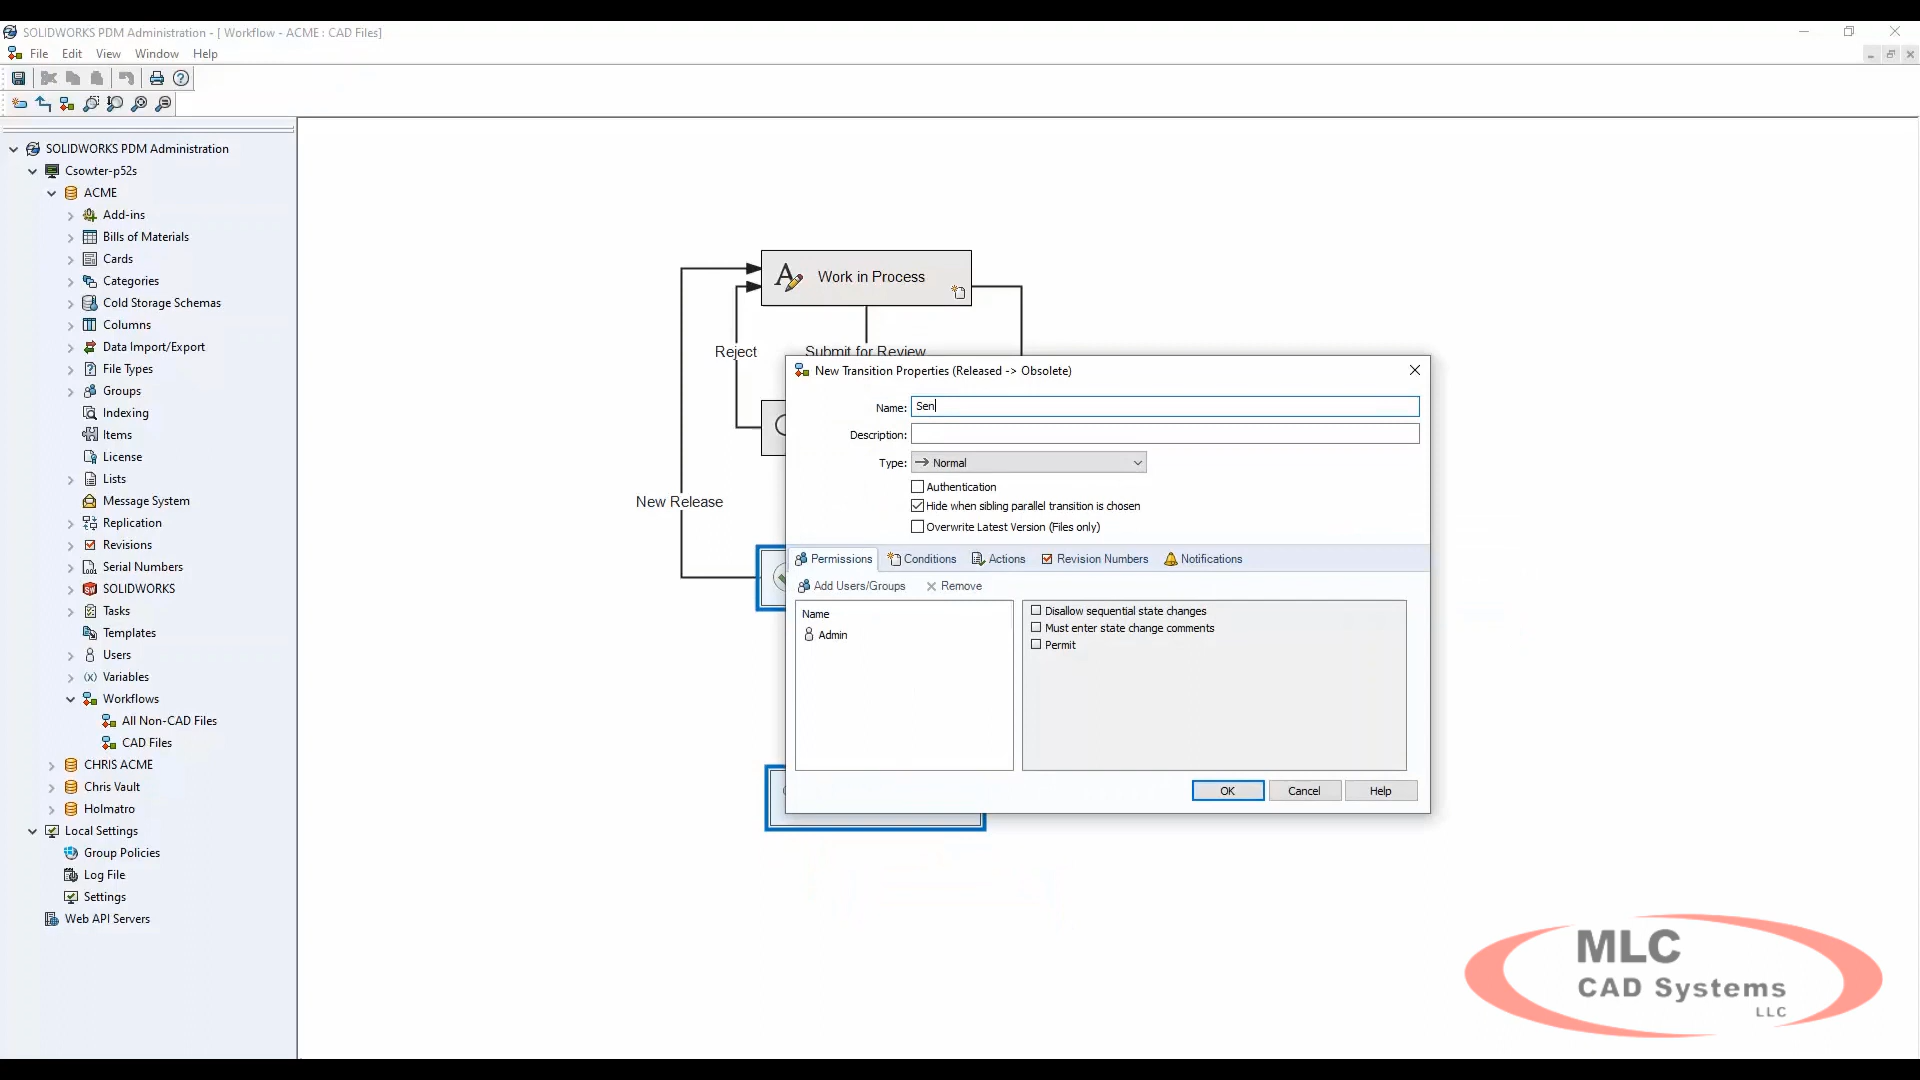 SOLIDWORKS PDM Administration - [ Workflow - ACME : CAD Files]
File Edit View Window Help
SOLIDWORKS PDM Administration
Csowter-p52s
ACME
Add-ins
Bills of Materials
Cards
Categories
Cold Storage Schemas
Columns
Data Import/Export
File Types
Groups
Indexing
Items
License
Lists
Message System
Replication
Revisions
Serial Numbers
SOLIDWORKS
Tasks
Templates
Users
Variables
Workflows
All Non-CAD Files
CAD Files
CHRIS ACME
Chris Vault
Holmatro
Local Settings
Group Policies
Log File
Settings
Web API Servers
Work in Process
Reject
Submit for Review
New Release
New Transition Properties (Released -> Obsolete)
Name: Sen
Description:
Type: Normal
Authentication
Hide when sibling parallel transition is chosen
Overwrite Latest Version (Files only)
Permissions Conditions Actions Revision Numbers Notifications
Add Users/Groups Remove
Name
Admin
Disallow sequential state changes
Must enter state change comments
Permit
OK Cancel Help
MLC
CAD Systems
LLC